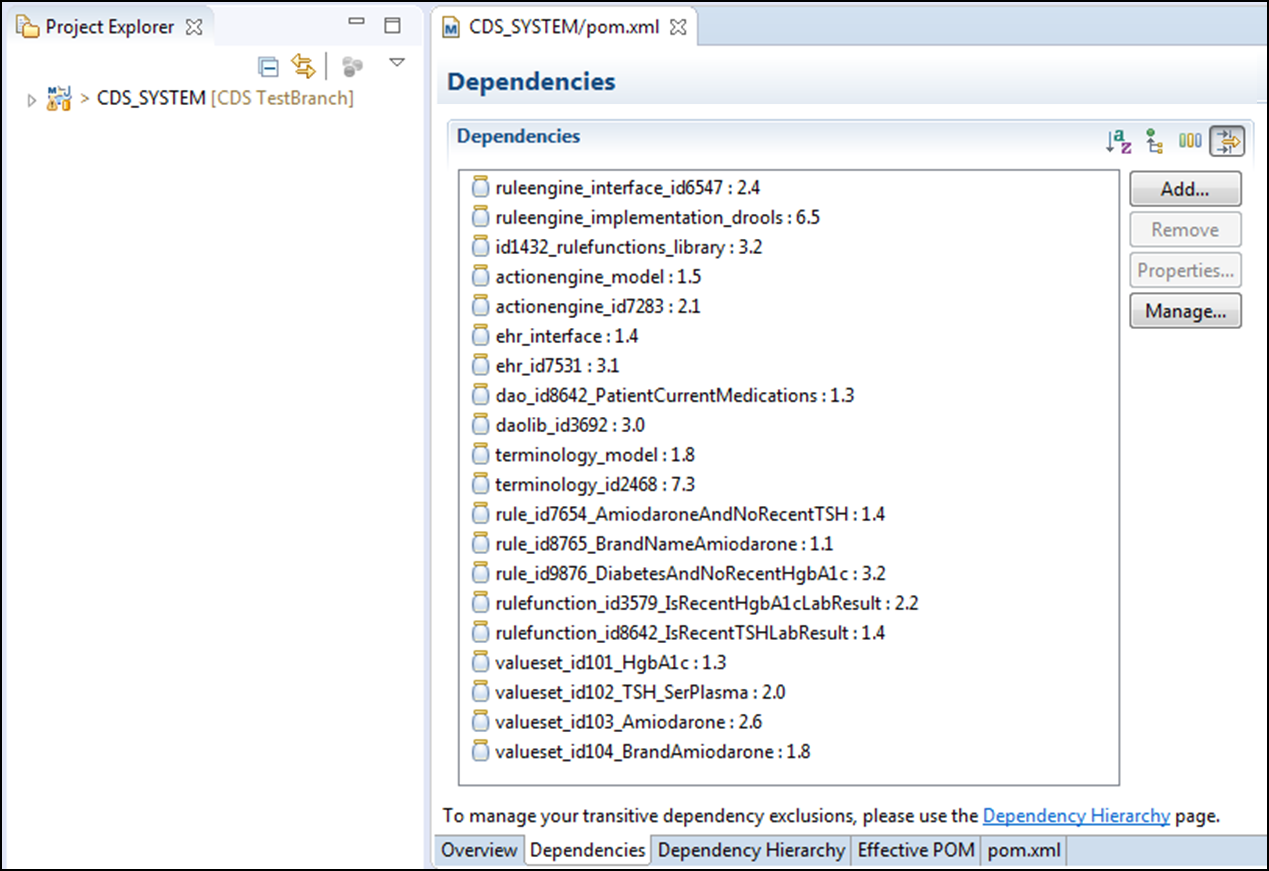 Project Explorer
> CDS_SYSTEM [CDS TestBranch]
CDS_SYSTEM/pom.xml
Dependencies
Dependencies
ruleengine_interface_id6547 : 2.4
ruleengine_implementation_drools : 6.5
id1432_rulefunctions_library : 3.2
actionengine_model : 1.5
actionengine_id7283 : 2.1
ehr_interface : 1.4
ehr_id7531 : 3.1
dao_id8642_PatientCurrentMedications : 1.3
daolib_id3692 : 3.0
terminology_model : 1.8
terminology_id2468 : 7.3
rule_id7654_AmiodaroneAndNoRecentTSH : 1.4
rule_id8765_BrandNameAmiodarone : 1.1
rule_id9876_DiabetesAndNoRecentHgbA1c : 3.2
rulefunction_id3579_IsRecentHgbA1cLabResult : 2.2
rulefunction_id8642_IsRecentTSHLabResult : 1.4
valueset_id101_HgbA1c : 1.3
valueset_id102_TSH_SerPlasma : 2.0
valueset_id103_Amiodarone : 2.6
valueset_id104_BrandAmiodarone : 1.8
Add...
Remove
Properties...
Manage...
To manage your transitive dependency exclusions, please use the Dependency Hierarchy page.
Overview Dependencies Dependency Hierarchy Effective POM pom.xml